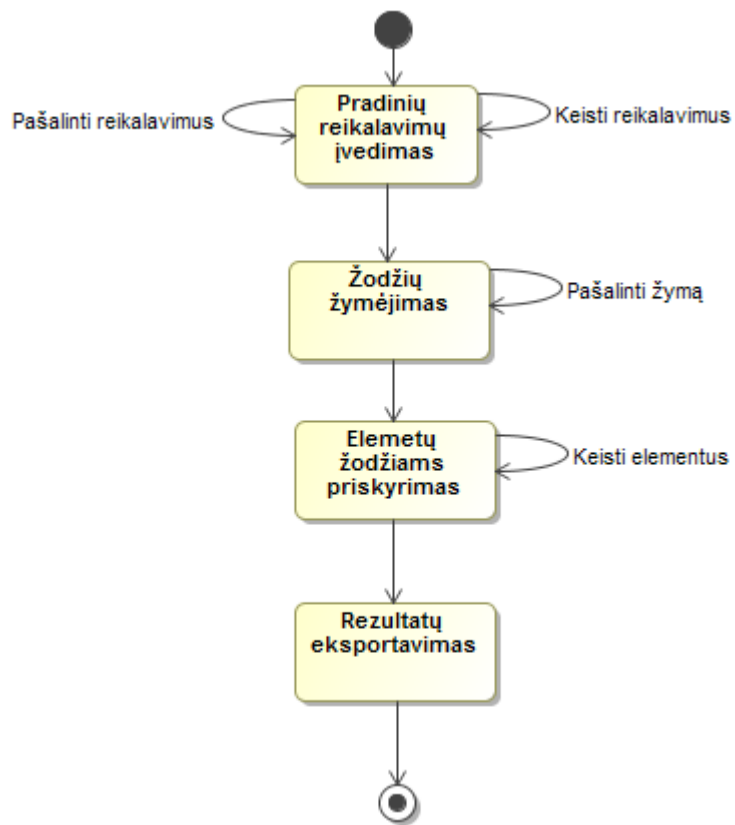 Pradinių
reikalavimų
įvedimas
Pašalinti reikalavimus
Keisti reikalavimus
Žodžių
žymėjimas
Pašalinti žymą
Elemetų
žodžiams
priskyrimas
Keisti elementus
Rezultatų
eksportavimas